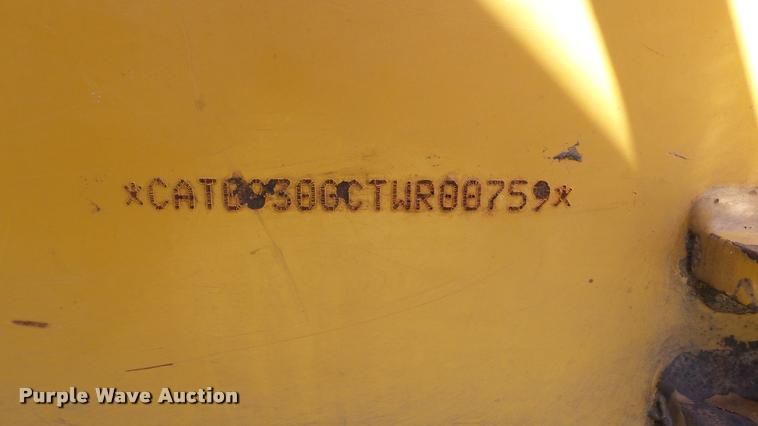 *CAT0930GCTWR00759*
Purple Wave Auction